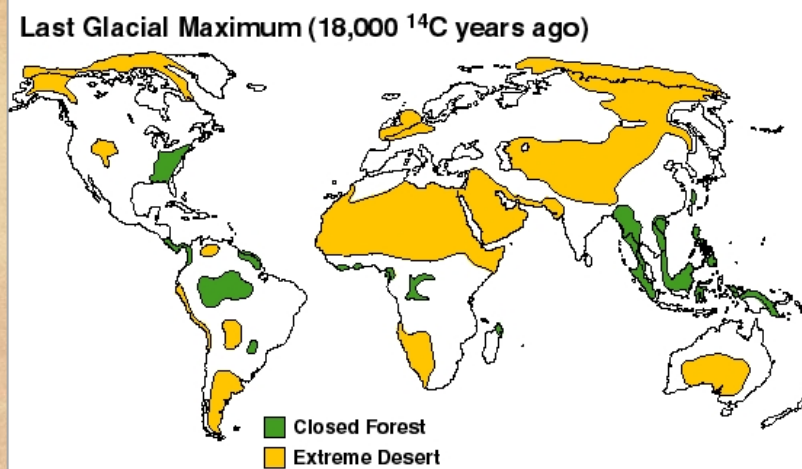 Last Glacial Maximum (18,000 ¹⁴C years ago)
Closed Forest
Extreme Desert